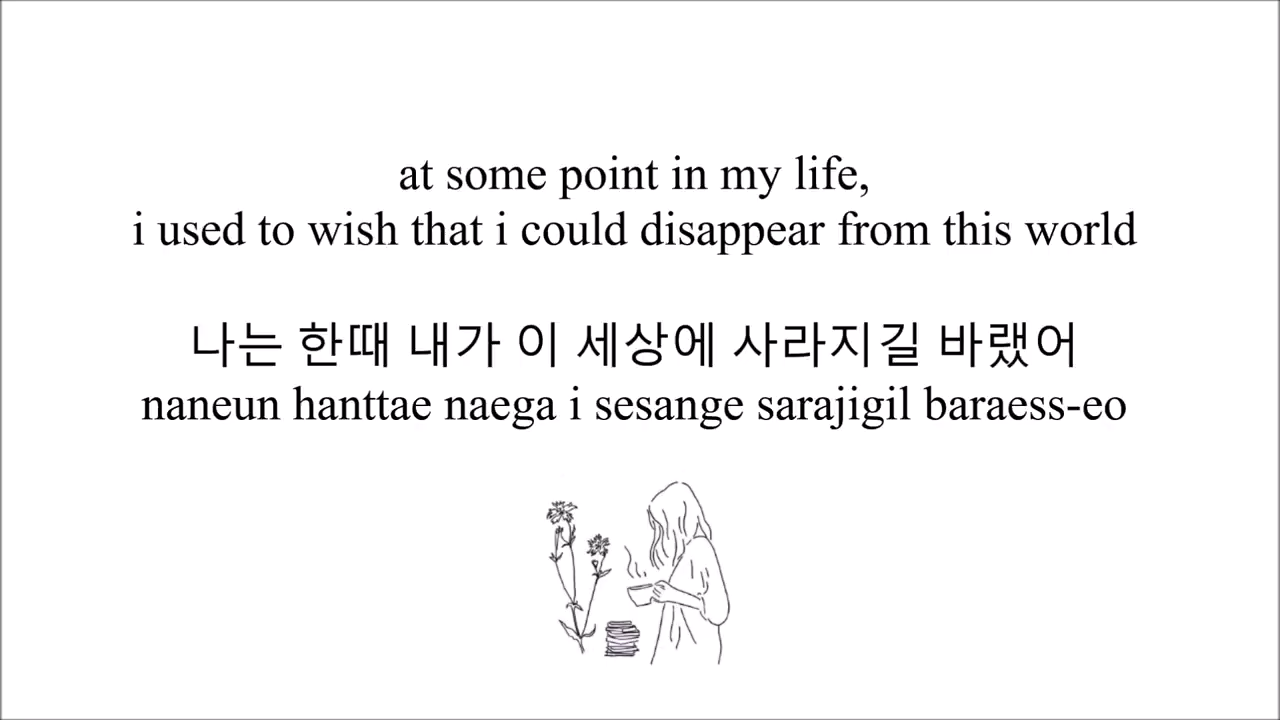 at some point in my life,
i used to wish that i could disappear from this world
나는 한때 내가 이 세상에 사라지길 바랬어
naneun hanttae naega i sesange sarajigil baraess-eo